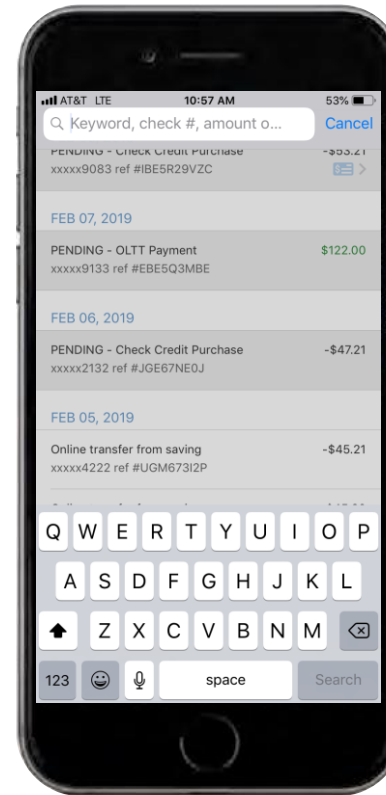 AT&T LTE 10:57 AM 53%
Keyword, check #, amount o... Cancel
PENDING - Check Credit Purchase -$53.21
xxxxx9083 ref #IBE5R29VZC
FEB 07, 2019
PENDING - OLTT Payment $122.00
xxxxx9133 ref #EBE5Q3MBE
FEB 06, 2019
PENDING - Check Credit Purchase -$47.21
xxxxx2132 ref #JGE67NE0J
FEB 05, 2019
Online transfer from saving -$45.21
xxxxx4222 ref #UGM673I2P
Q W E R T Y U I O P
A S D F G H J K L
Z X C V B N M
123 space Search